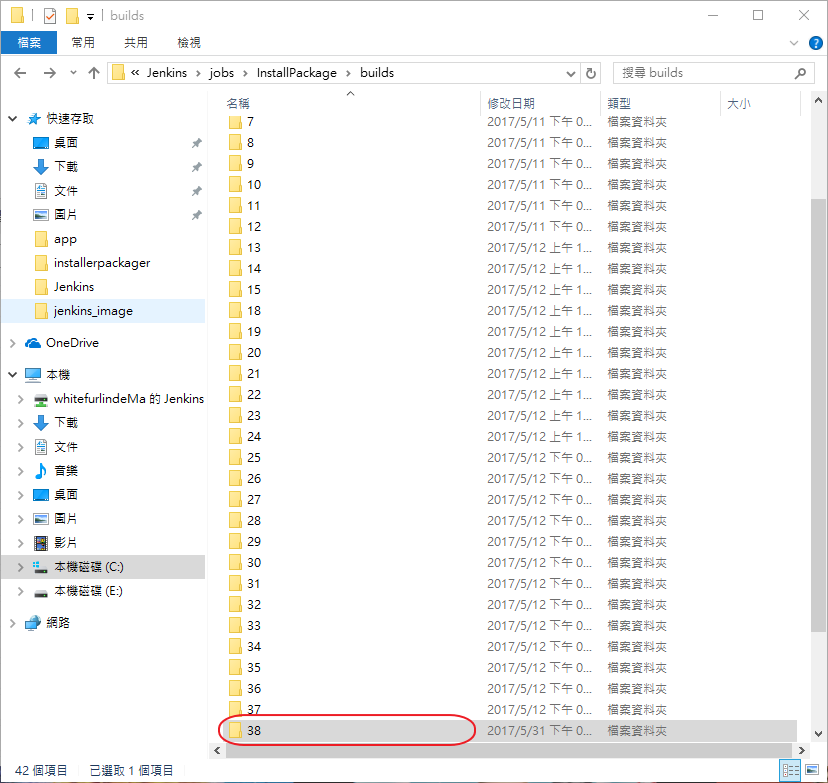 builds
檔案 常用 共用 檢視
« Jenkins › jobs › InstallPackage › builds 搜尋 builds
名稱 修改日期 類型 大小
快速存取
桌面
下載
文件
圖片
app
installerpackager
Jenkins
jenkins_image
OneDrive
本機
whitefurlindeMa 的 Jenkins
下載
文件
音樂
桌面
圖片
影片
本機磁碟 (C:)
本機磁碟 (E:)
網路
7 2017/5/11 下午 0... 檔案資料夾
8 2017/5/11 下午 0... 檔案資料夾
9 2017/5/11 下午 0... 檔案資料夾
10 2017/5/11 下午 0... 檔案資料夾
11 2017/5/11 下午 0... 檔案資料夾
12 2017/5/11 下午 0... 檔案資料夾
13 2017/5/12 上午 1... 檔案資料夾
14 2017/5/12 上午 1... 檔案資料夾
15 2017/5/12 上午 1... 檔案資料夾
18 2017/5/12 上午 1... 檔案資料夾
19 2017/5/12 上午 1... 檔案資料夾
20 2017/5/12 上午 1... 檔案資料夾
21 2017/5/12 上午 1... 檔案資料夾
22 2017/5/12 上午 1... 檔案資料夾
23 2017/5/12 上午 1... 檔案資料夾
24 2017/5/12 上午 1... 檔案資料夾
25 2017/5/12 下午 0... 檔案資料夾
26 2017/5/12 下午 0... 檔案資料夾
27 2017/5/12 下午 0... 檔案資料夾
28 2017/5/12 下午 0... 檔案資料夾
29 2017/5/12 下午 0... 檔案資料夾
30 2017/5/12 下午 0... 檔案資料夾
31 2017/5/12 下午 0... 檔案資料夾
32 2017/5/12 下午 0... 檔案資料夾
33 2017/5/12 下午 0... 檔案資料夾
34 2017/5/12 下午 0... 檔案資料夾
35 2017/5/12 下午 0... 檔案資料夾
36 2017/5/12 下午 0... 檔案資料夾
37 2017/5/12 下午 0... 檔案資料夾
38 2017/5/31 下午 0... 檔案資料夾
42 個項目 已選取 1 個項目